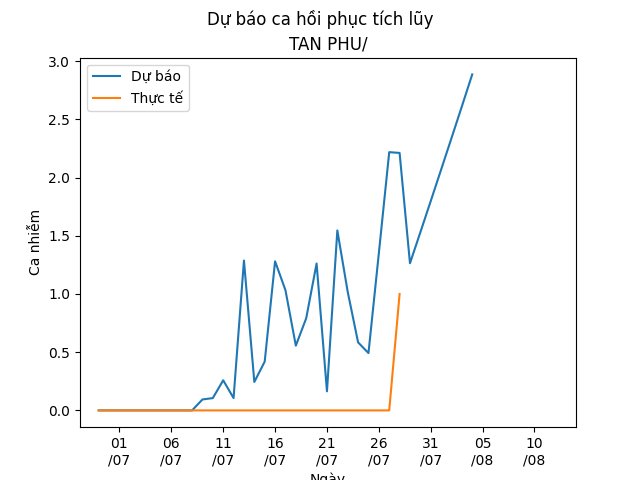 Dự báo ca hồi phục tích lũy
TAN PHU/
Dự báo
Thực tế
Ca nhiễm
3.0
2.5
2.0
1.5
1.0
0.5
0.0
01 06 11 16 21 26 31 05 10
/07 /07 /07 /07 /07 /07 /07 /08 /08
Ngày